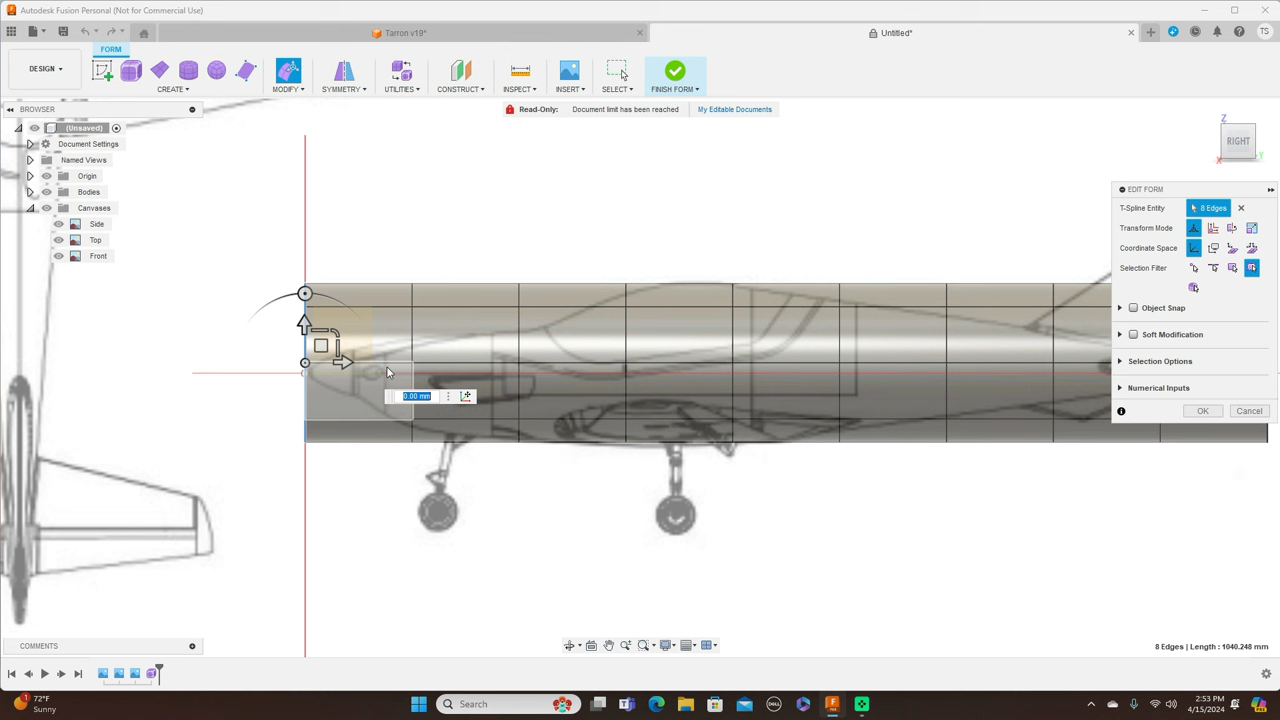 Autodesk Fusion Personal (Not for Commercial Use)
Tarron v19*
Untitled*
TS
FORM
DESIGN
CREATE
MODIFY
SYMMETRY
UTILITIES
CONSTRUCT
INSPECT
INSERT
SELECT
FINISH FORM
BROWSER
Read-Only: Document limit has been reached My Editable Documents
(Unsaved)
Document Settings
Named Views
Origin
Bodies
Canvases
Side
Top
Front
Z
RIGHT
X
Y
EDIT FORM
T-Spline Entity 8 Edges
Transform Mode
Coordinate Space
Selection Filter
Object Snap
Soft Modification
Selection Options
Numerical Inputs
OK Cancel
0.00 mm
COMMENTS
8 Edges | Length : 1040.248 mm
1
72°F
Sunny
Search
2:53 PM
4/15/2024